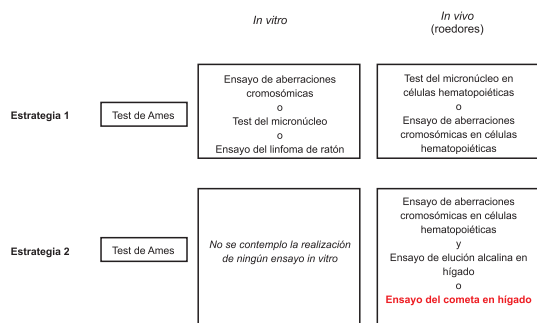 In vitro
In vivo
(roedores)
Estrategia 1
Test de Ames
Ensayo de aberraciones
cromosómicas
o
Test del micronúcleo
o
Ensayo del linfoma de ratón
Test del micronúcleo en
células hematopoiéticas
o
Ensayo de aberraciones
cromosómicas en células
hematopoiéticas
Estrategia 2
Test de Ames
No se contemplo la realización
de ningún ensayo in vitro
Ensayo de aberraciones
cromosómicas en células
hematopoiéticas
y
Ensayo de elución alcalina en
hígado
o
Ensayo del cometa en hígado